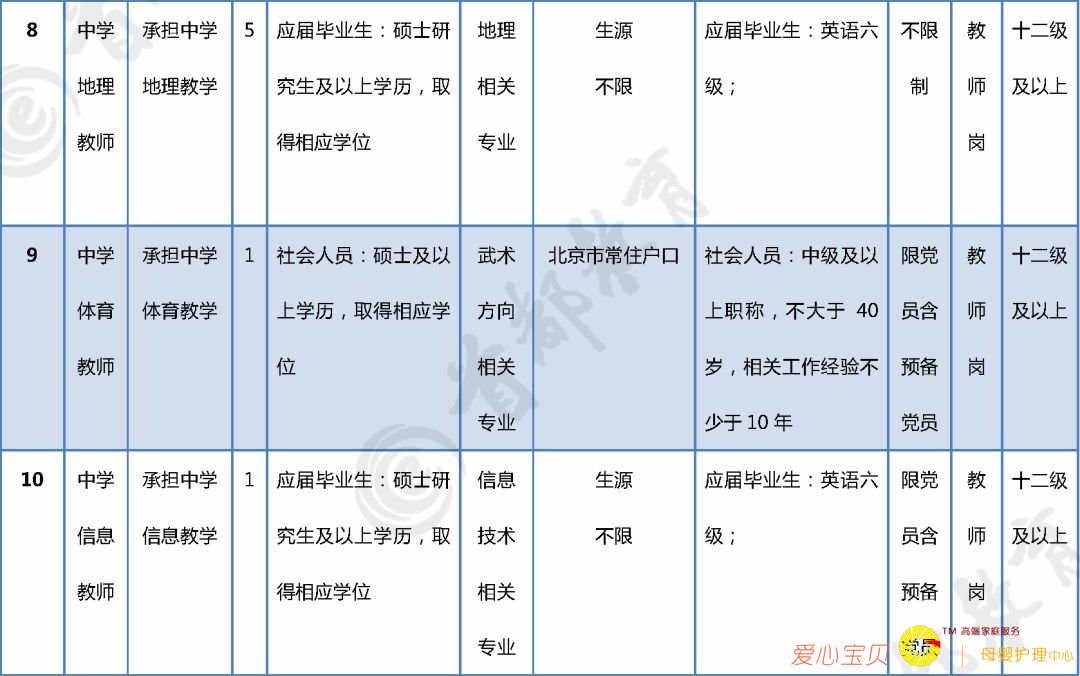 8
中学
地理
教师
承担中学
地理教学
5
应届毕业生：硕士研
究生及以上学历，取
得相应学位
地理
相关
专业
生源
不限
应届毕业生：英语六
级；
不限
制
教
师
岗
十二级
及以上
9
中学
体育
教师
承担中学
体育教学
1
社会人员：硕士及以
上学历，取得相应学
位
武术
方向
相关
专业
北京市常住户口
社会人员：中级及以
上职称，不大于 40
岁，相关工作经验不
少于 10 年
限党
员含
预备
党员
教
师
岗
十二级
及以上
10
中学
信息
教师
承担中学
信息教学
1
应届毕业生：硕士研
究生及以上学历，取
得相应学位
信息
技术
相关
专业
生源
不限
应届毕业生：英语六
级；
限党
员含
预备
党员
教
师
岗
十二级
及以上
首都教育
教育
爱心宝贝
TM 高端家庭服务
母婴护理中心